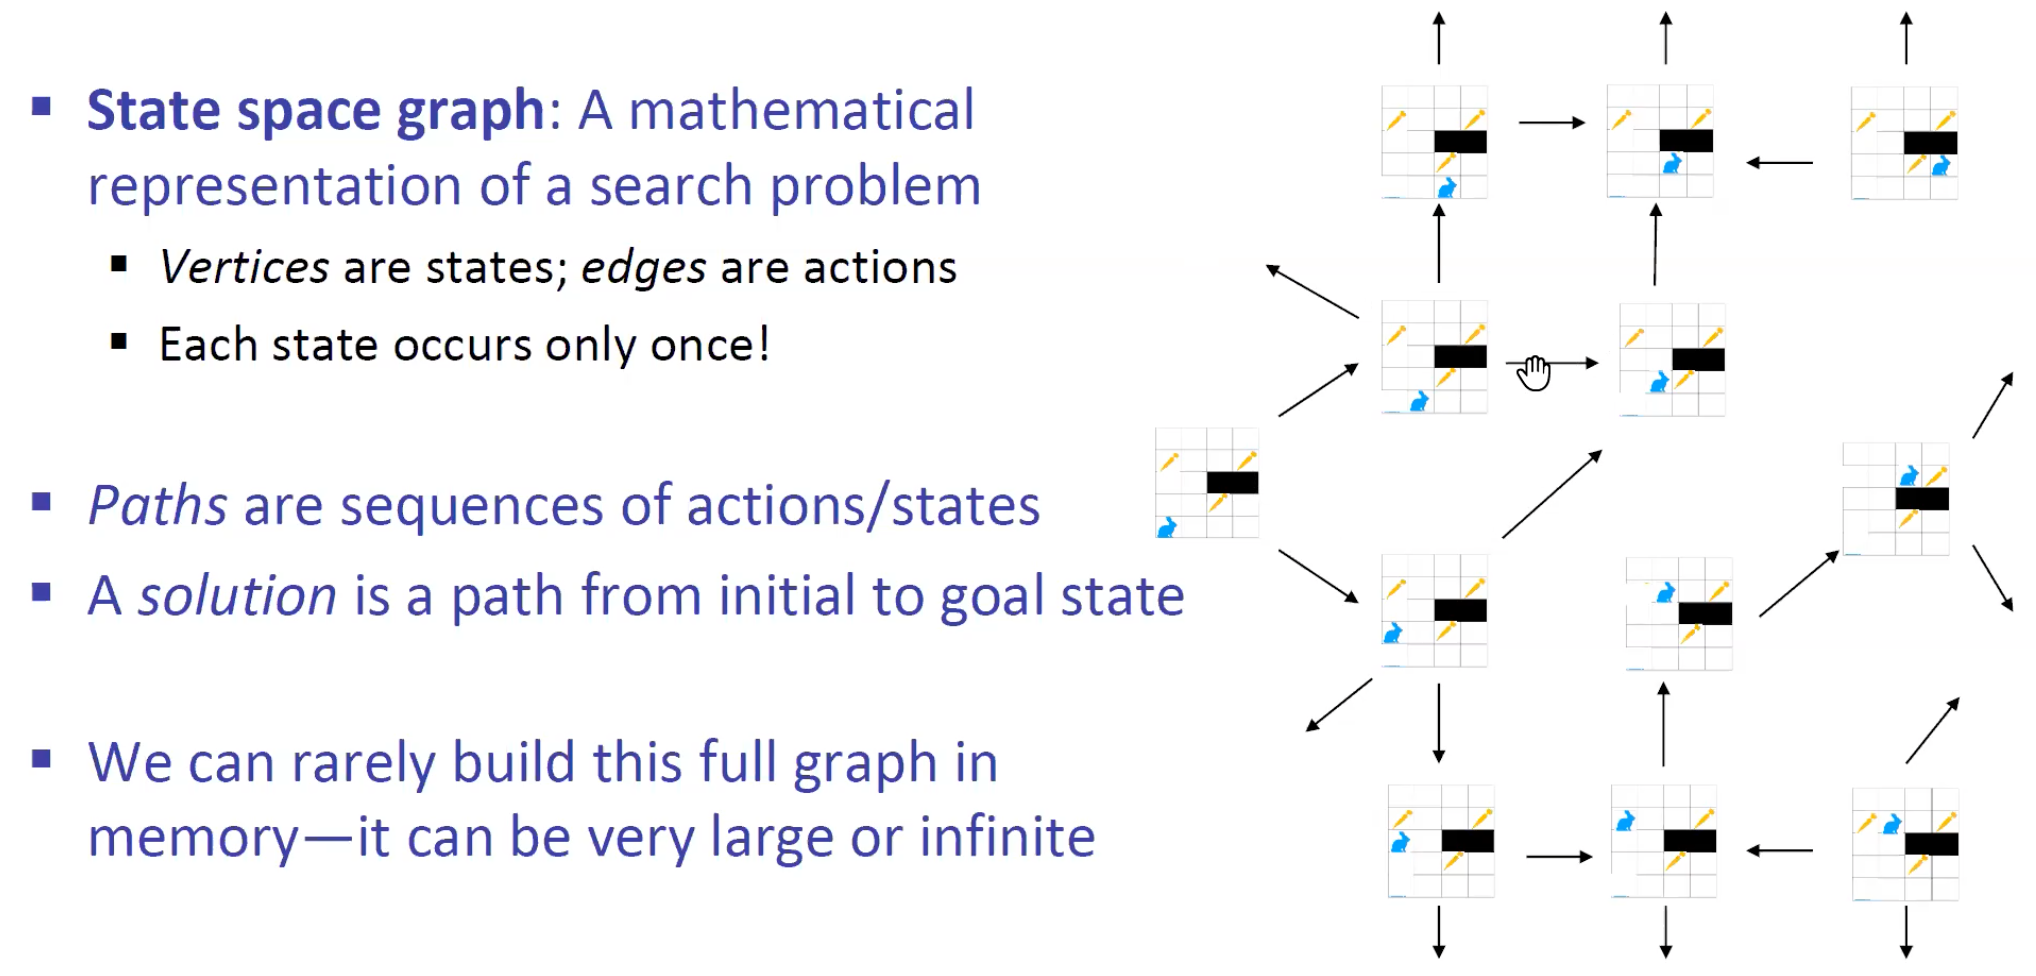 ▪ State space graph: A mathematical
representation of a search problem
▪ Vertices are states; edges are actions
▪ Each state occurs only once!
▪ Paths are sequences of actions/states
▪ A solution is a path from initial to goal state
▪ We can rarely build this full graph in
memory—it can be very large or infinite